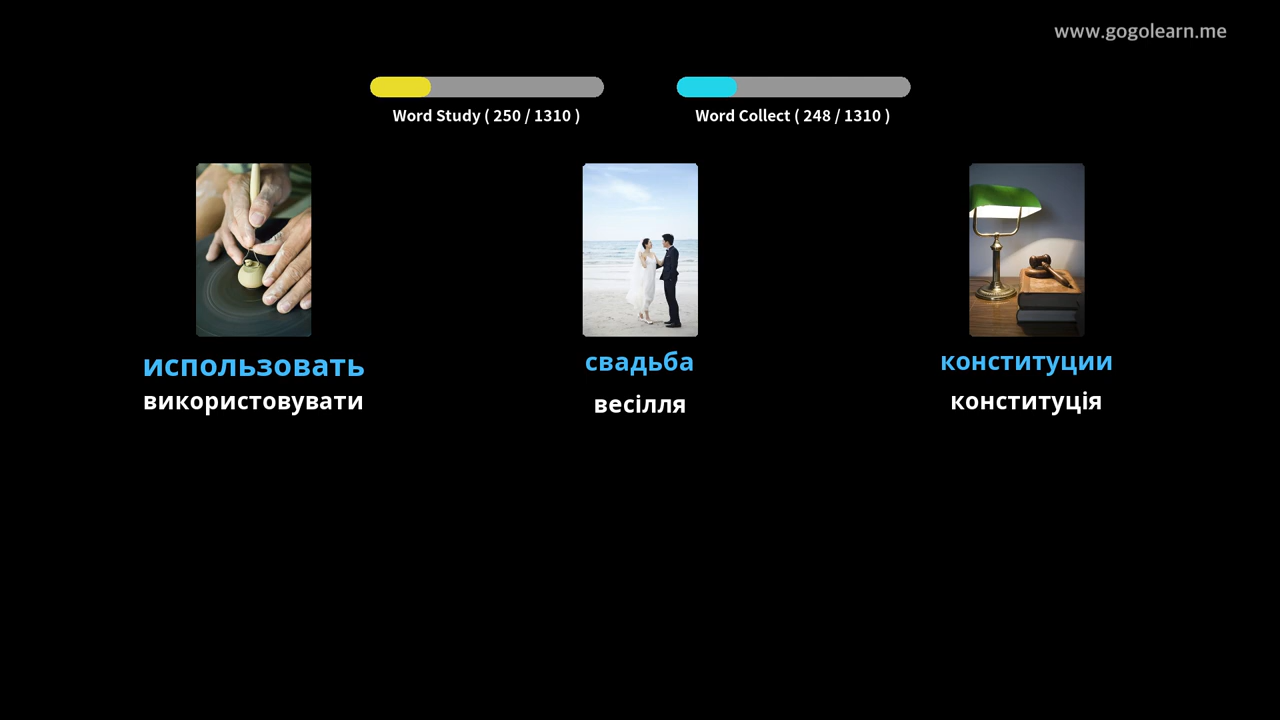 www.gogolearn.me
Word Study ( 250 / 1310 )
Word Collect ( 248 / 1310 )
использовать
використовувати
свадьба
весілля
конституции
конституція